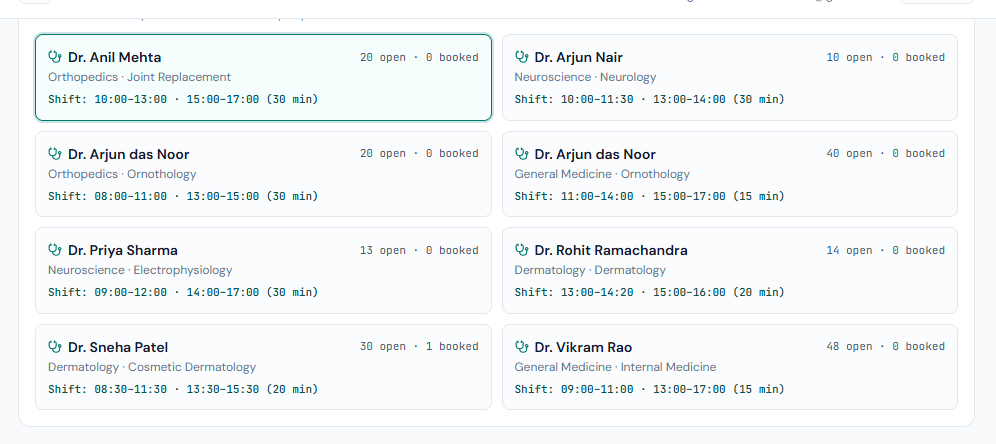 Dr. Anil Mehta 20 open · 0 booked
Orthopedics · Joint Replacement
Shift: 10:00–13:00 · 15:00–17:00 (30 min)
Dr. Arjun Nair 10 open · 0 booked
Neuroscience · Neurology
Shift: 10:00–11:30 · 13:00–14:00 (30 min)
Dr. Arjun das Noor 20 open · 0 booked
Orthopedics · Ornothology
Shift: 08:00–11:00 · 13:00–15:00 (30 min)
Dr. Arjun das Noor 40 open · 0 booked
General Medicine · Ornothology
Shift: 11:00–14:00 · 15:00–17:00 (15 min)
Dr. Priya Sharma 13 open · 0 booked
Neuroscience · Electrophysiology
Shift: 09:00–12:00 · 14:00–17:00 (30 min)
Dr. Rohit Ramachandra 14 open · 0 booked
Dermatology · Dermatology
Shift: 13:00–14:20 · 15:00–16:00 (20 min)
Dr. Sneha Patel 30 open · 1 booked
Dermatology · Cosmetic Dermatology
Shift: 08:30–11:30 · 13:30–15:30 (20 min)
Dr. Vikram Rao 48 open · 0 booked
General Medicine · Internal Medicine
Shift: 09:00–11:00 · 13:00–17:00 (15 min)